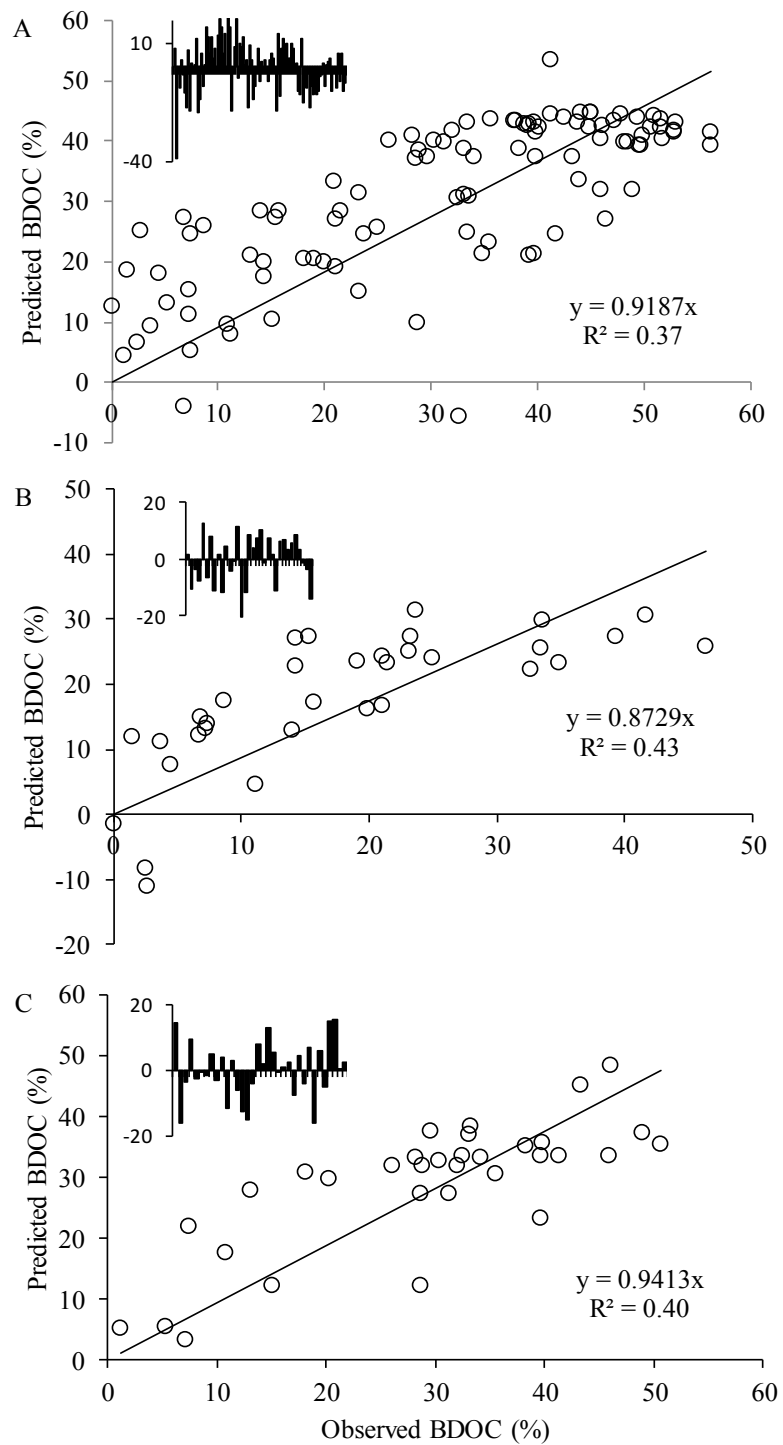 A
60
50
40
30
20
10
0
-10
Predicted BDOC (%)
10
-40
y = 0.9187x
R² = 0.37
0 10 20 30 40 50 60
B
50
40
30
20
10
0
-10
-20
Predicted BDOC (%)
20
0
-20
y = 0.8729x
R² = 0.43
0 10 20 30 40 50
C
60
50
40
30
20
10
0
Predicted BDOC (%)
20
0
-20
y = 0.9413x
R² = 0.40
0 10 20 30 40 50 60
Observed BDOC (%)